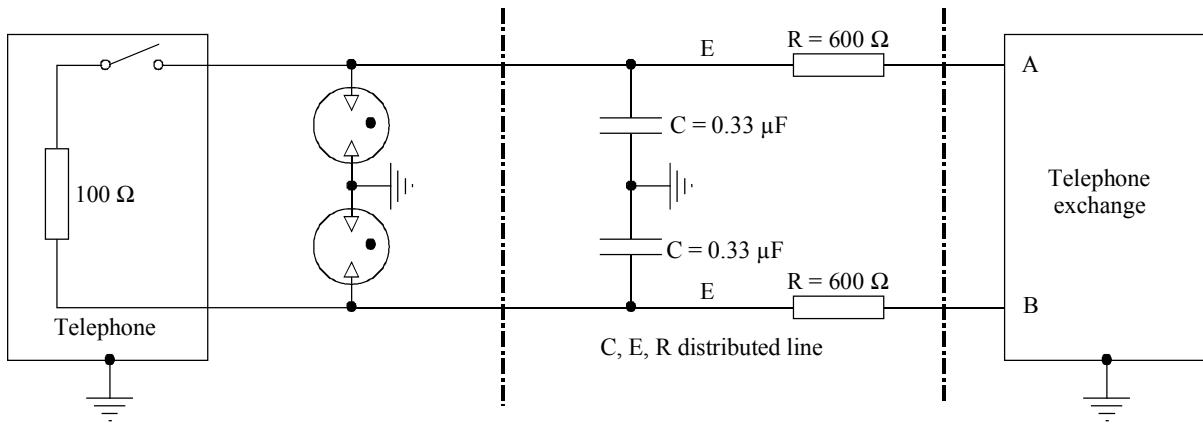 E
R = 600 Ω
A
C = 0.33 µF
100 Ω
Telephone
exchange
C = 0.33 µF
R = 600 Ω
E
B
Telephone
C, E, R distributed line